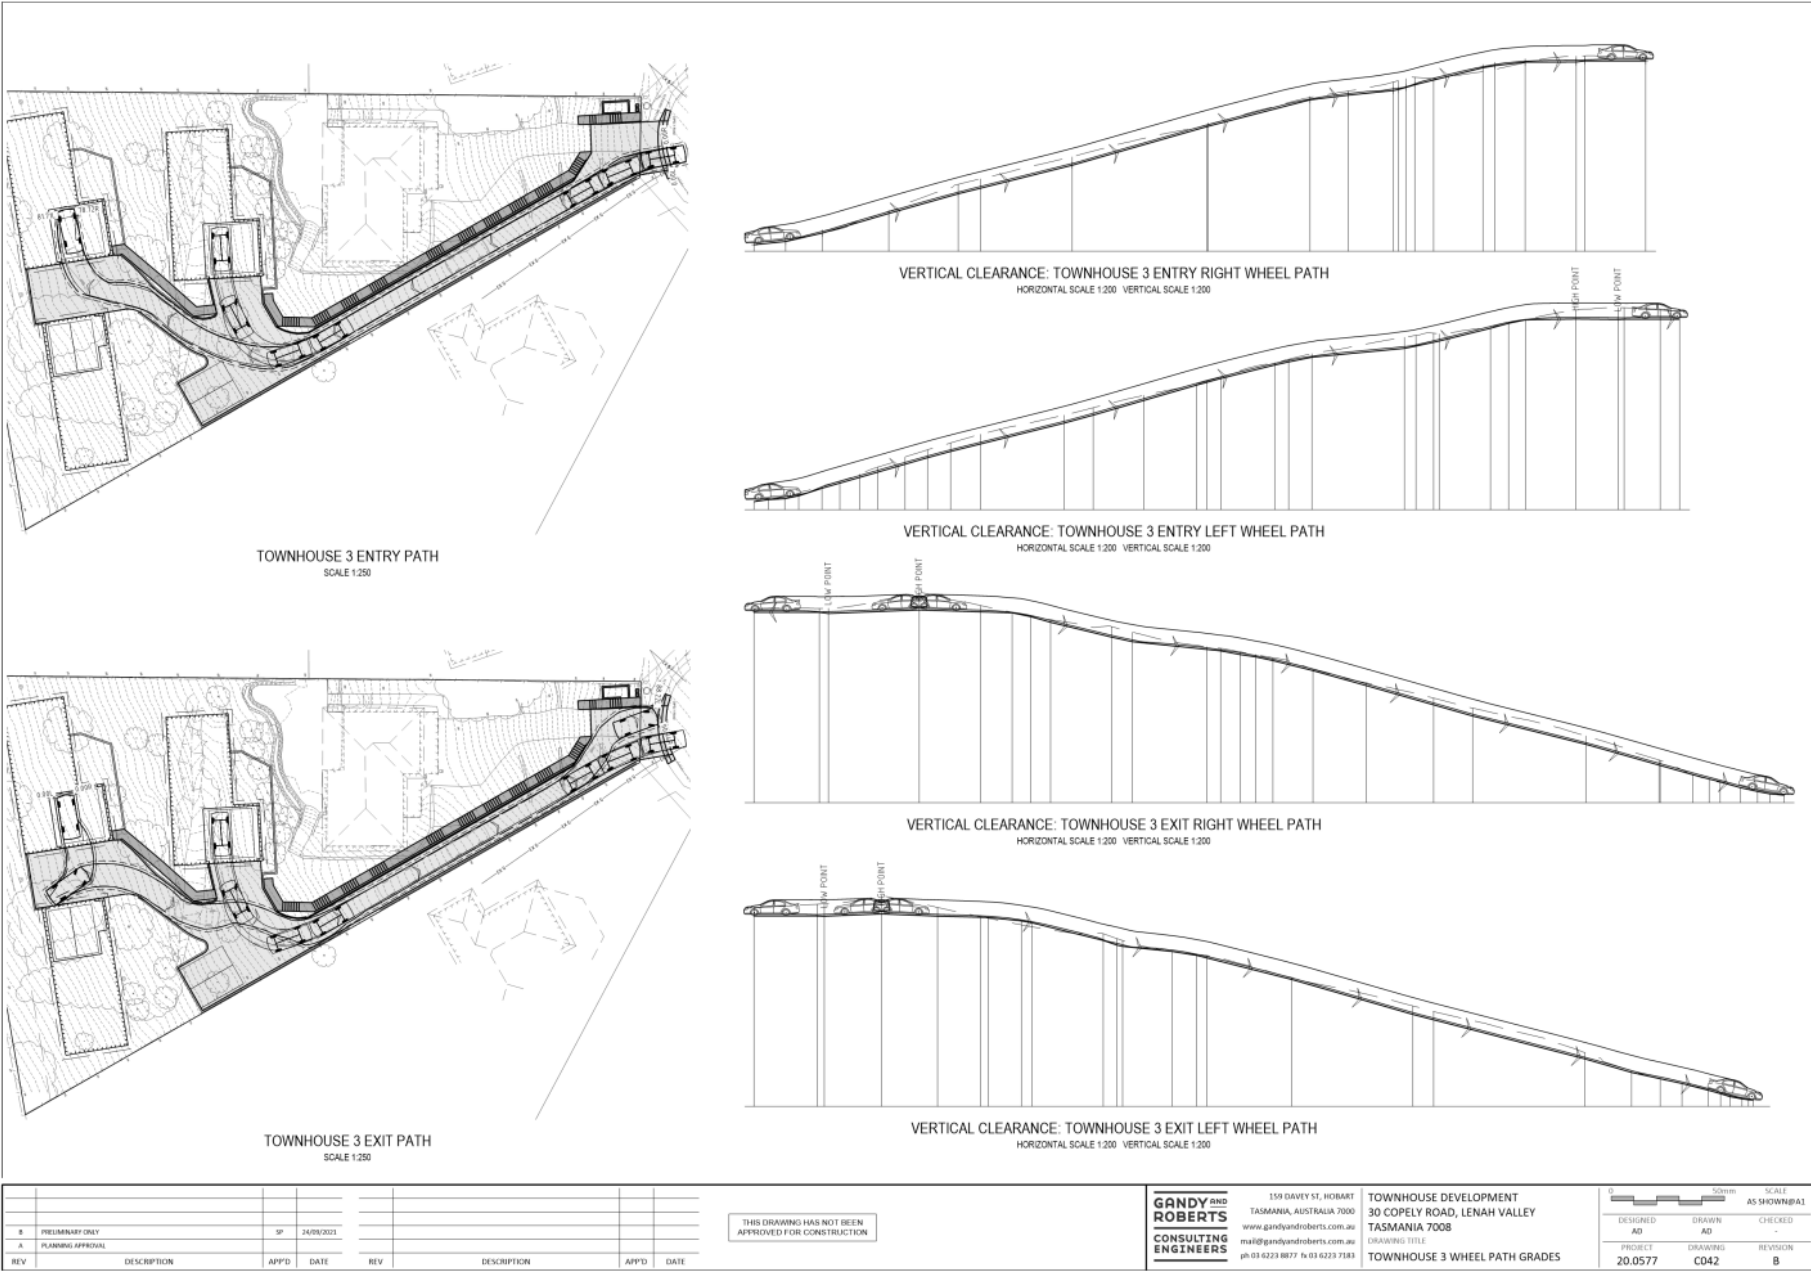 TOWNHOUSE 3 ENTRY PATH
SCALE 1:250
TOWNHOUSE 3 EXIT PATH
SCALE 1:250
VERTICAL CLEARANCE: TOWNHOUSE 3 ENTRY RIGHT WHEEL PATH
HORIZONTAL SCALE 1:200 VERTICAL SCALE 1:200
HIGH POINT
LOW POINT
VERTICAL CLEARANCE: TOWNHOUSE 3 ENTRY LEFT WHEEL PATH
HORIZONTAL SCALE 1:200 VERTICAL SCALE 1:200
LOW POINT
HIGH POINT
VERTICAL CLEARANCE: TOWNHOUSE 3 EXIT RIGHT WHEEL PATH
HORIZONTAL SCALE 1:200 VERTICAL SCALE 1:200
LOW POINT
HIGH POINT
VERTICAL CLEARANCE: TOWNHOUSE 3 EXIT LEFT WHEEL PATH
HORIZONTAL SCALE 1:200 VERTICAL SCALE 1:200
B PRELIMINARY ONLY SP 24/09/2021
A PLANNING APPROVAL
REV DESCRIPTION APP'D DATE
REV DESCRIPTION APP'D DATE
THIS DRAWING HAS NOT BEEN
APPROVED FOR CONSTRUCTION
GANDY AND
ROBERTS
CONSULTING
ENGINEERS
159 DAVEY ST, HOBART
TASMANIA, AUSTRALIA 7000
www.gandyandroberts.com.au
mail@gandyandroberts.com.au
ph 03 6223 8877 fx 03 6223 7183
TOWNHOUSE DEVELOPMENT
30 COPELY ROAD, LENAH VALLEY
TASMANIA 7008
DRAWING TITLE
TOWNHOUSE 3 WHEEL PATH GRADES
0 50mm
SCALE
AS SHOWN@A1
DESIGNED DRAWN CHECKED
AD AD -
PROJECT DRAWING REVISION
20.0577 C042 B